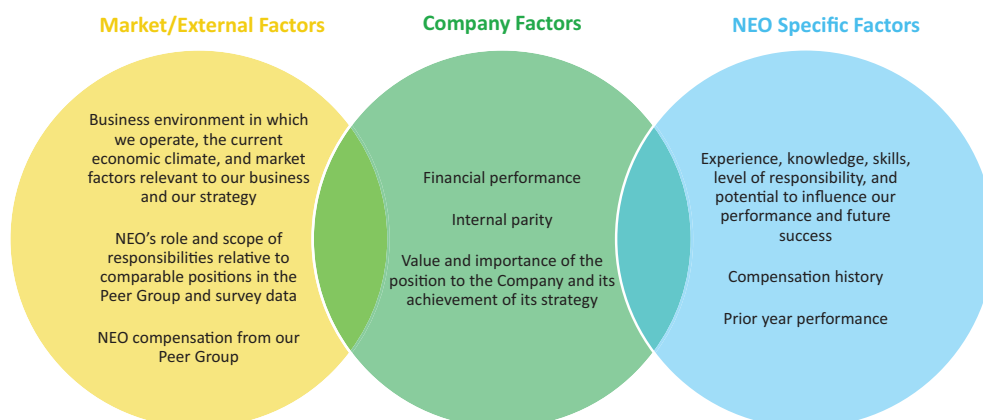 Market/External Factors
Company Factors
NEO Specific Factors
Business environment in which
we operate, the current
economic climate, and market
factors relevant to our business
and our strategy
NEO’s role and scope of
responsibilities relative to
comparable positions in the
Peer Group and survey data
NEO compensation from our
Peer Group
Financial performance
Internal parity
Value and importance of the
position to the Company and its
achievement of its strategy
Experience, knowledge, skills,
level of responsibility, and
potential to influence our
performance and future
success
Compensation history
Prior year performance